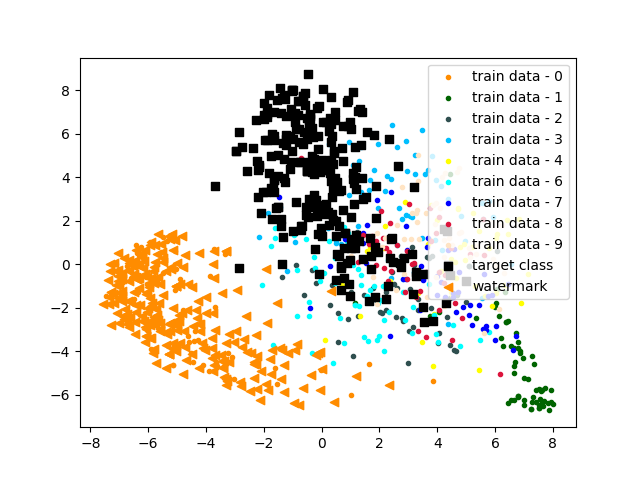 train data - 0
train data - 1
train data - 2
train data - 3
train data - 4
train data - 6
train data - 7
train data - 8
train data - 9
target class
watermark
8
6
4
2
0
−2
−4
−6
−8 −6 −4 −2 0 2 4 6 8